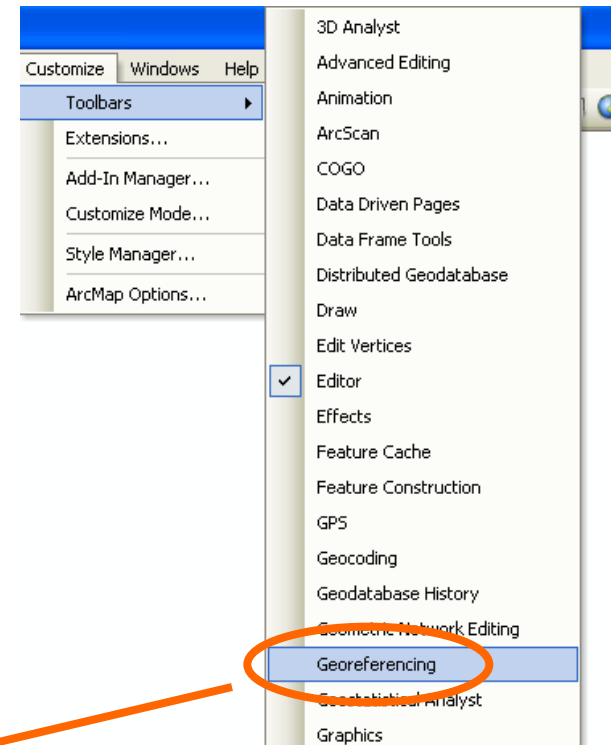 Customize Windows Help
Toolbars
Extensions...
Add-In Manager...
Customize Mode...
Style Manager...
ArcMap Options...
3D Analyst
Advanced Editing
Animation
ArcScan
COGO
Data Driven Pages
Data Frame Tools
Distributed Geodatabase
Draw
Edit Vertices
Editor
Effects
Feature Cache
Feature Construction
GPS
Geocoding
Geodatabase History
Geometric Network Editing
Georeferencing
Geostatistical Analyst
Graphics